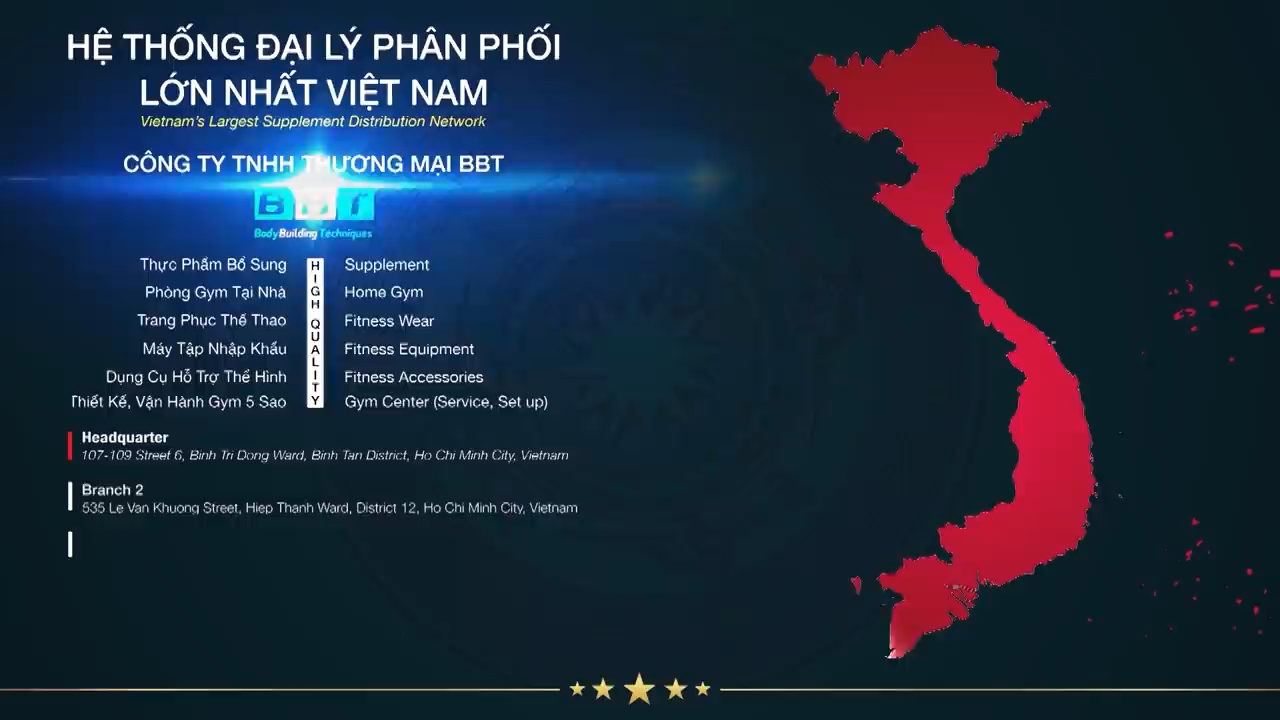 HỆ THỐNG ĐẠI LÝ PHÂN PHỐI
LỚN NHẤT VIỆT NAM
Vietnam's Largest Supplement Distribution Network
CÔNG TY TNHH THƯƠNG MẠI BBT
BBT
BodyBuilding Techniques
Thực Phẩm Bổ Sung
Phòng Gym Tại Nhà
Trang Phục Thể Thao
Máy Tập Nhập Khẩu
Dụng Cụ Hỗ Trợ Thể Hình
Thiết Kế, Vận Hành Gym 5 Sao
HIGH QUALITY
Supplement
Home Gym
Fitness Wear
Fitness Equipment
Fitness Accessories
Gym Center (Service, Set up)
Headquarter
107-109 Street 6, Binh Tri Dong Ward, Binh Tan District, Ho Chi Minh City, Vietnam
Branch 2
535 Le Van Khuong Street, Hiep Thanh Ward, District 12, Ho Chi Minh City, Vietnam